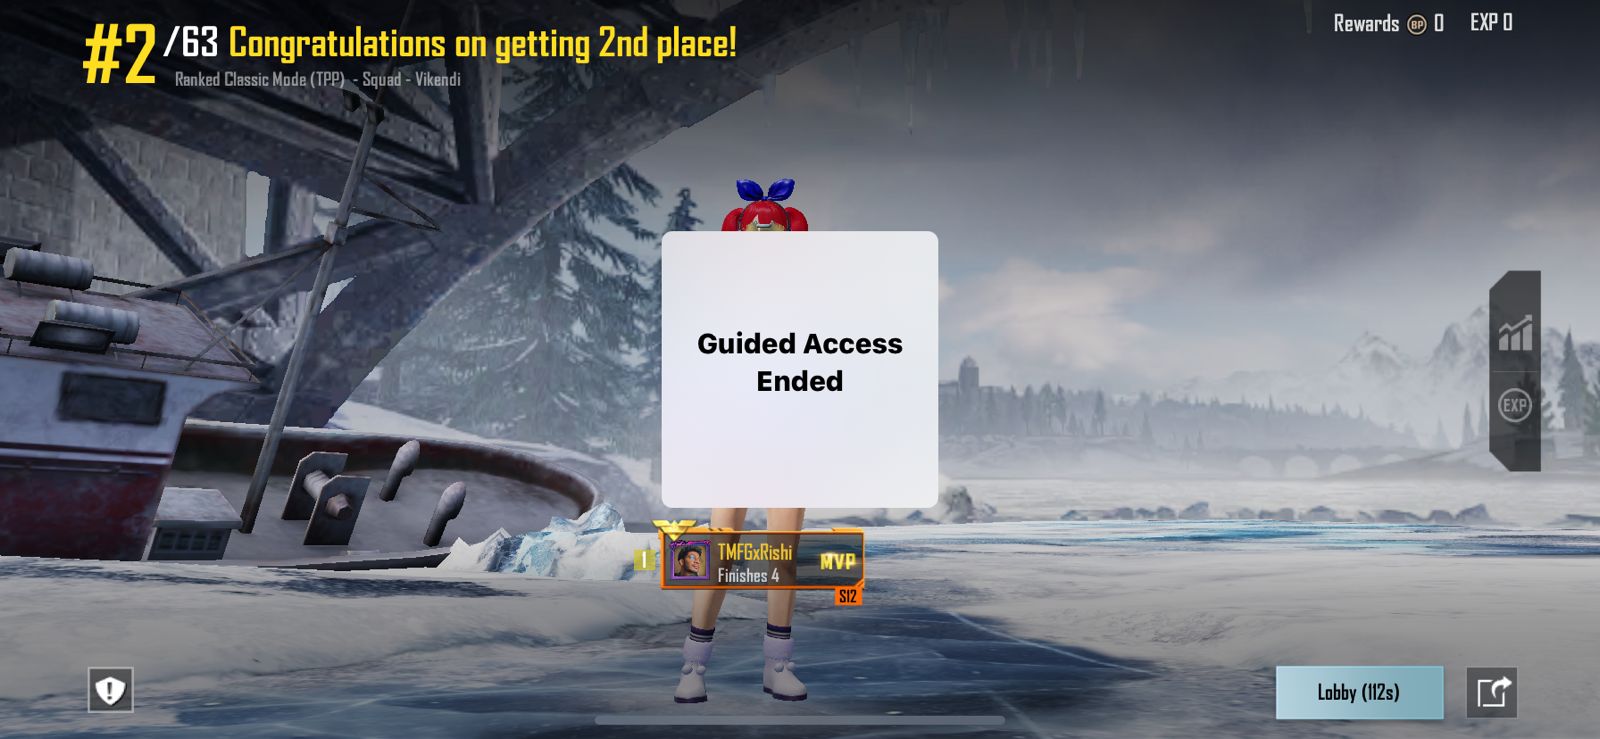 #2/63 Congratulations on getting 2nd place!
Ranked Classic Mode (TPP) - Squad - Vikendi
Rewards BP 0 EXP 0
Guided Access
Ended
EXP
1 TMFGxRishi MVP
Finishes 4
S12
Lobby (112s)